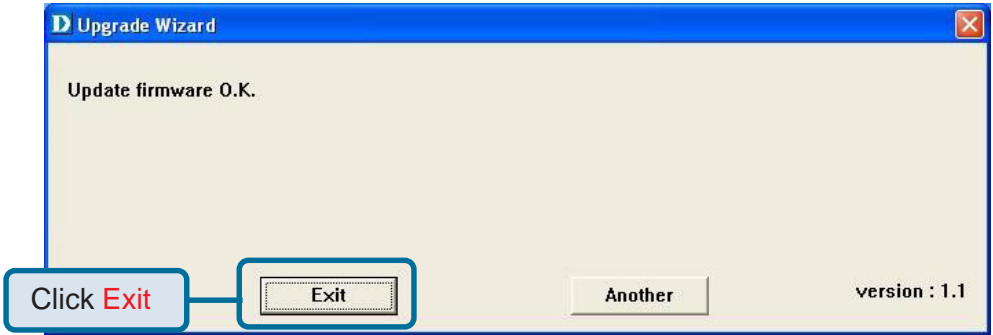 D Upgrade Wizard
Update firmware O.K.
Click Exit
Exit
Another
version : 1.1